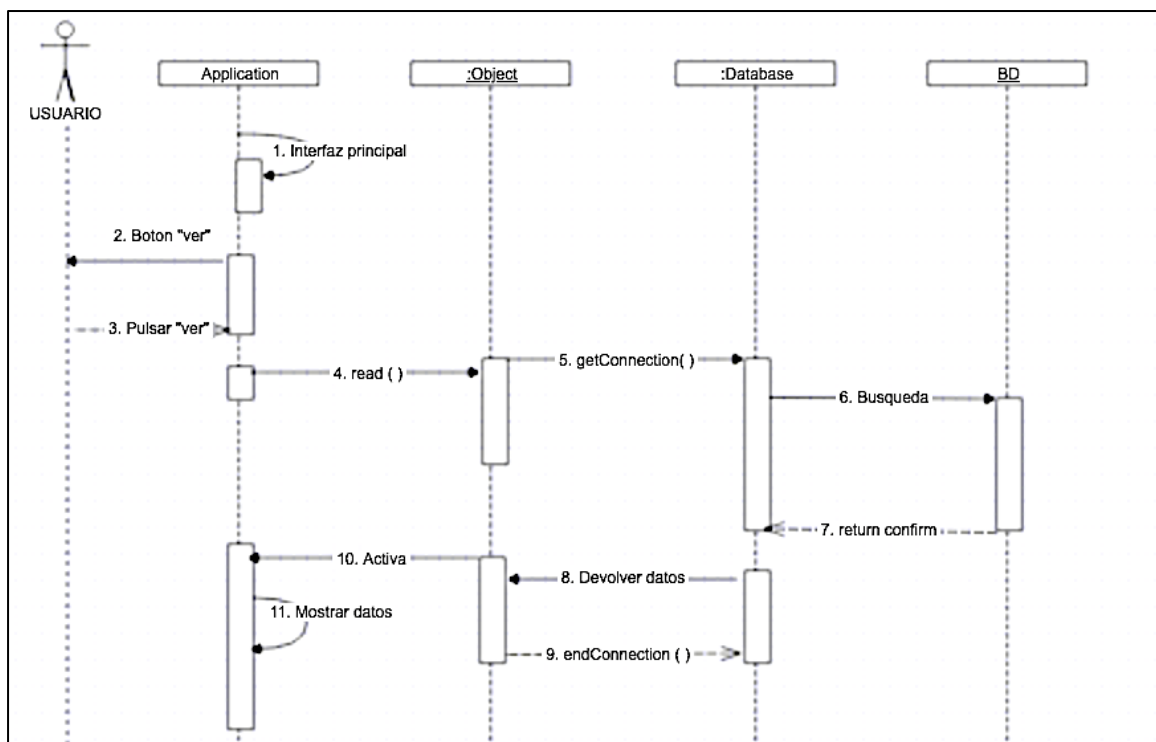 USUARIO
Application
:Object
:Database
BD
1. Interfaz principal
2. Boton "ver"
3. Pulsar "ver"
4. read ( )
5. getConnection( )
6. Busqueda
7. return confirm
10. Activa
8. Devolver datos
11. Mostrar datos
9. endConnection ( )